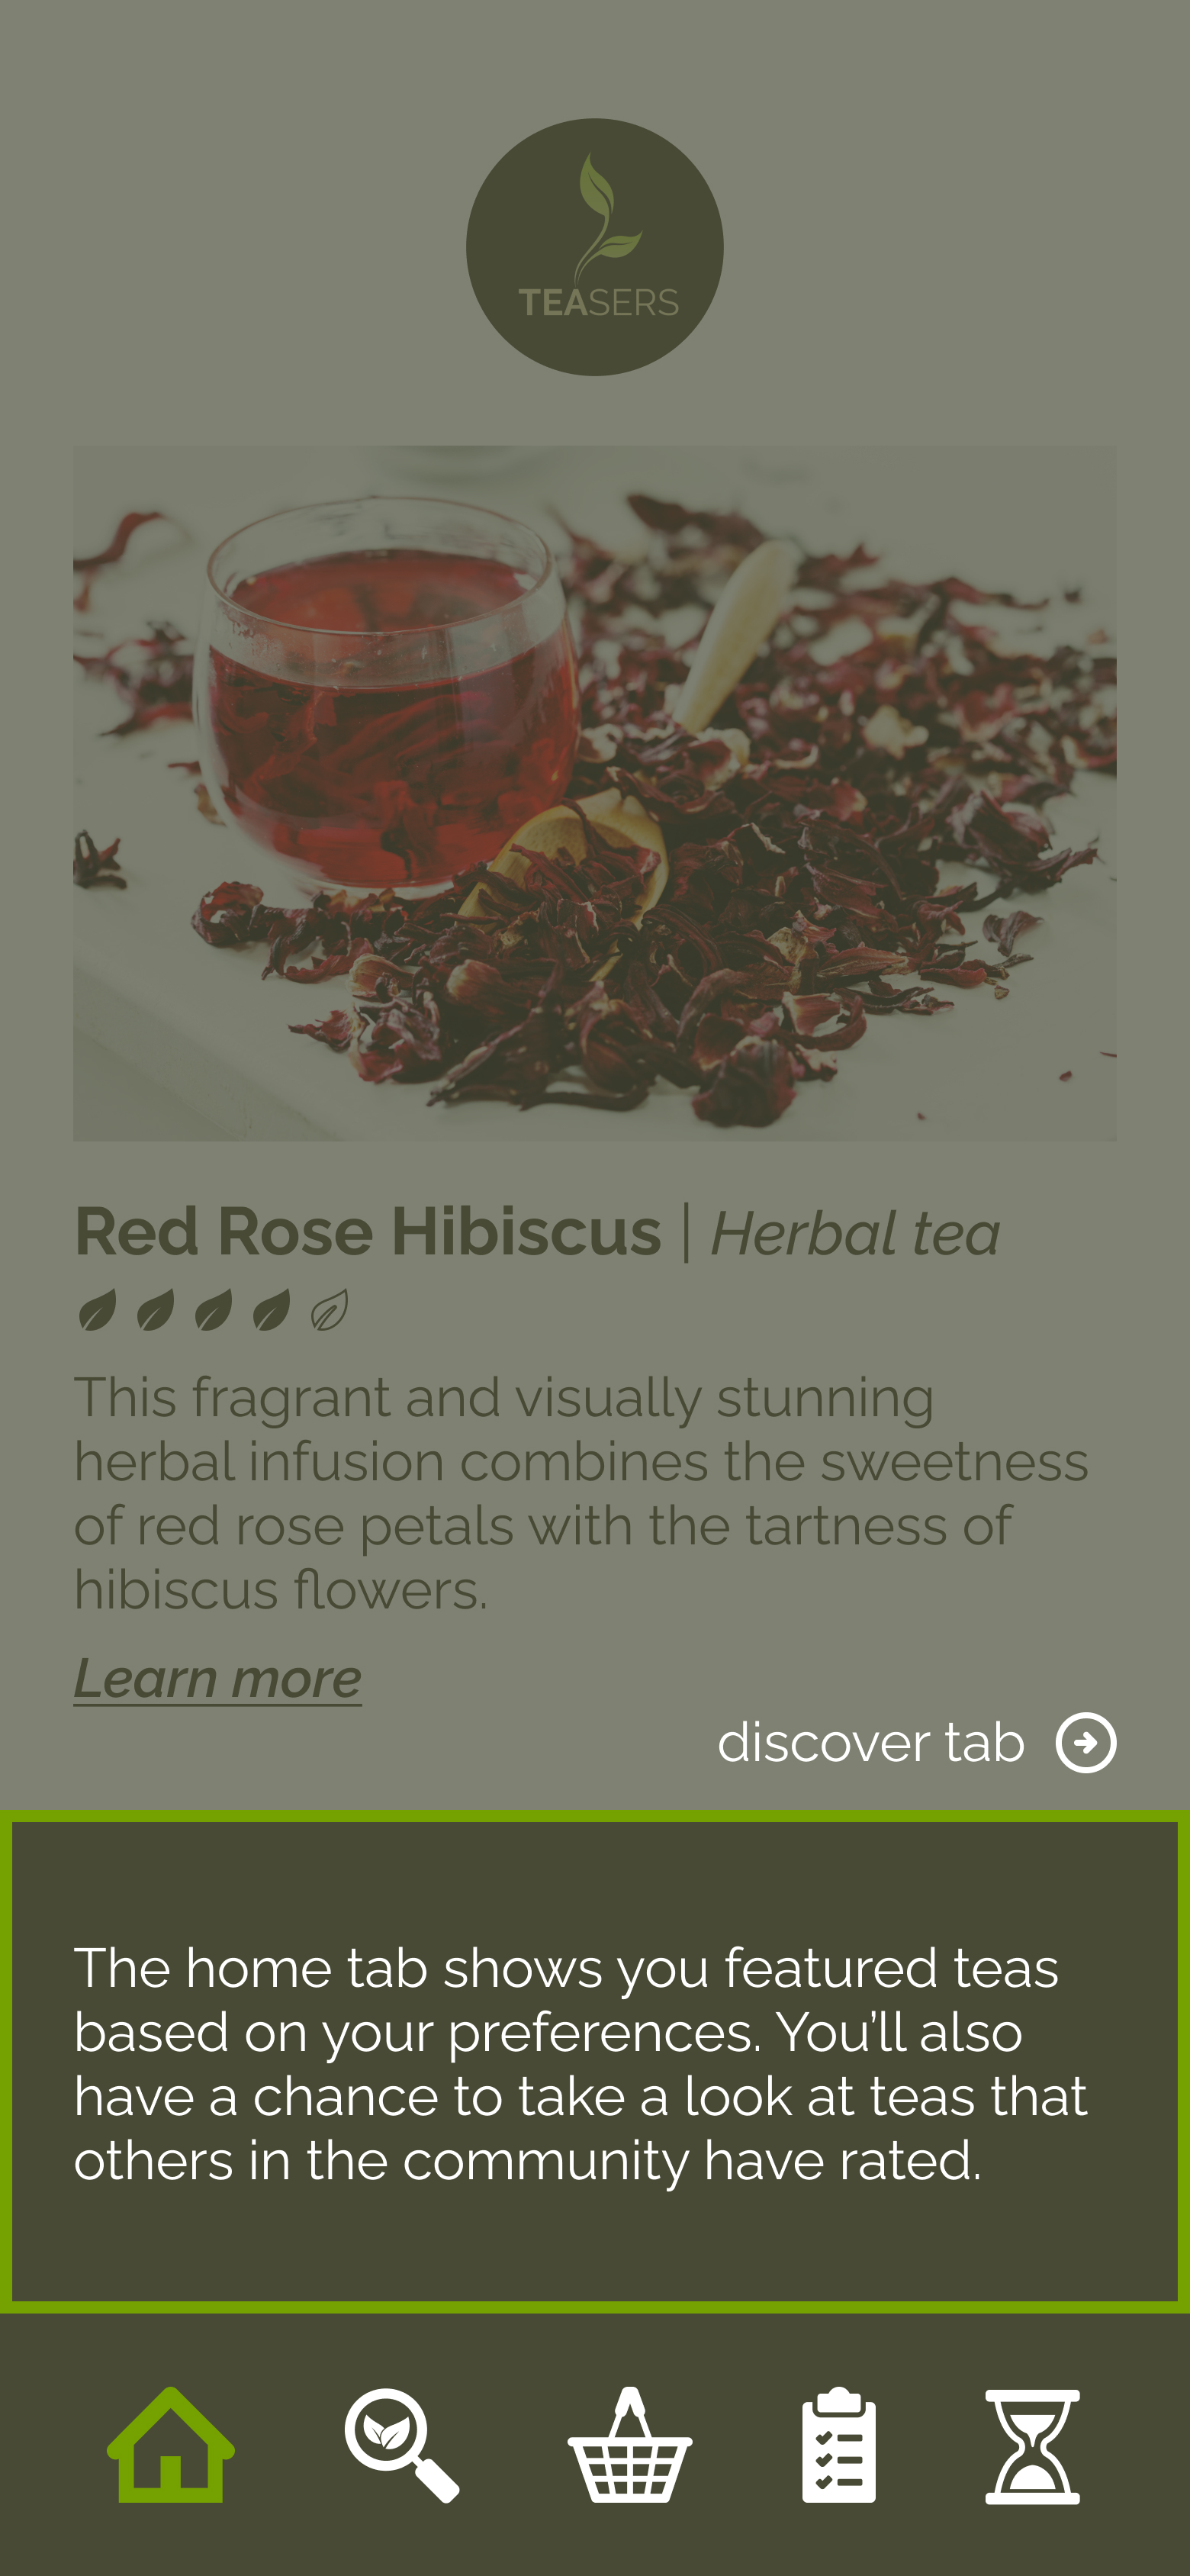 TEASERS
Red Rose Hibiscus | Herbal tea
This fragrant and visually stunning
herbal infusion combines the sweetness
of red rose petals with the tartness of
hibiscus flowers.
Learn more
discover tab
The home tab shows you featured teas
based on your preferences. You’ll also
have a chance to take a look at teas that
others in the community have rated.